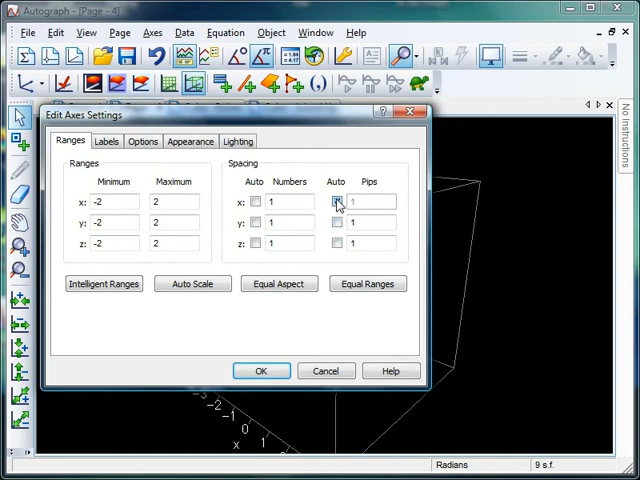 Autograph - [Page - 4]
File Edit View Page Axes Data Equation Object Window Help
Edit Axes Settings
Ranges Labels Options Appearance Lighting
Ranges Spacing
Minimum Maximum Auto Numbers Auto Pips
x: -2 2 x: 1 1
y: -2 2 y: 1 1
z: -2 2 z: 1 1
Intelligent Ranges Auto Scale Equal Aspect Equal Ranges
OK Cancel Help
No Instructions
-2
-1
0
1
x
Radians 9 s.f.